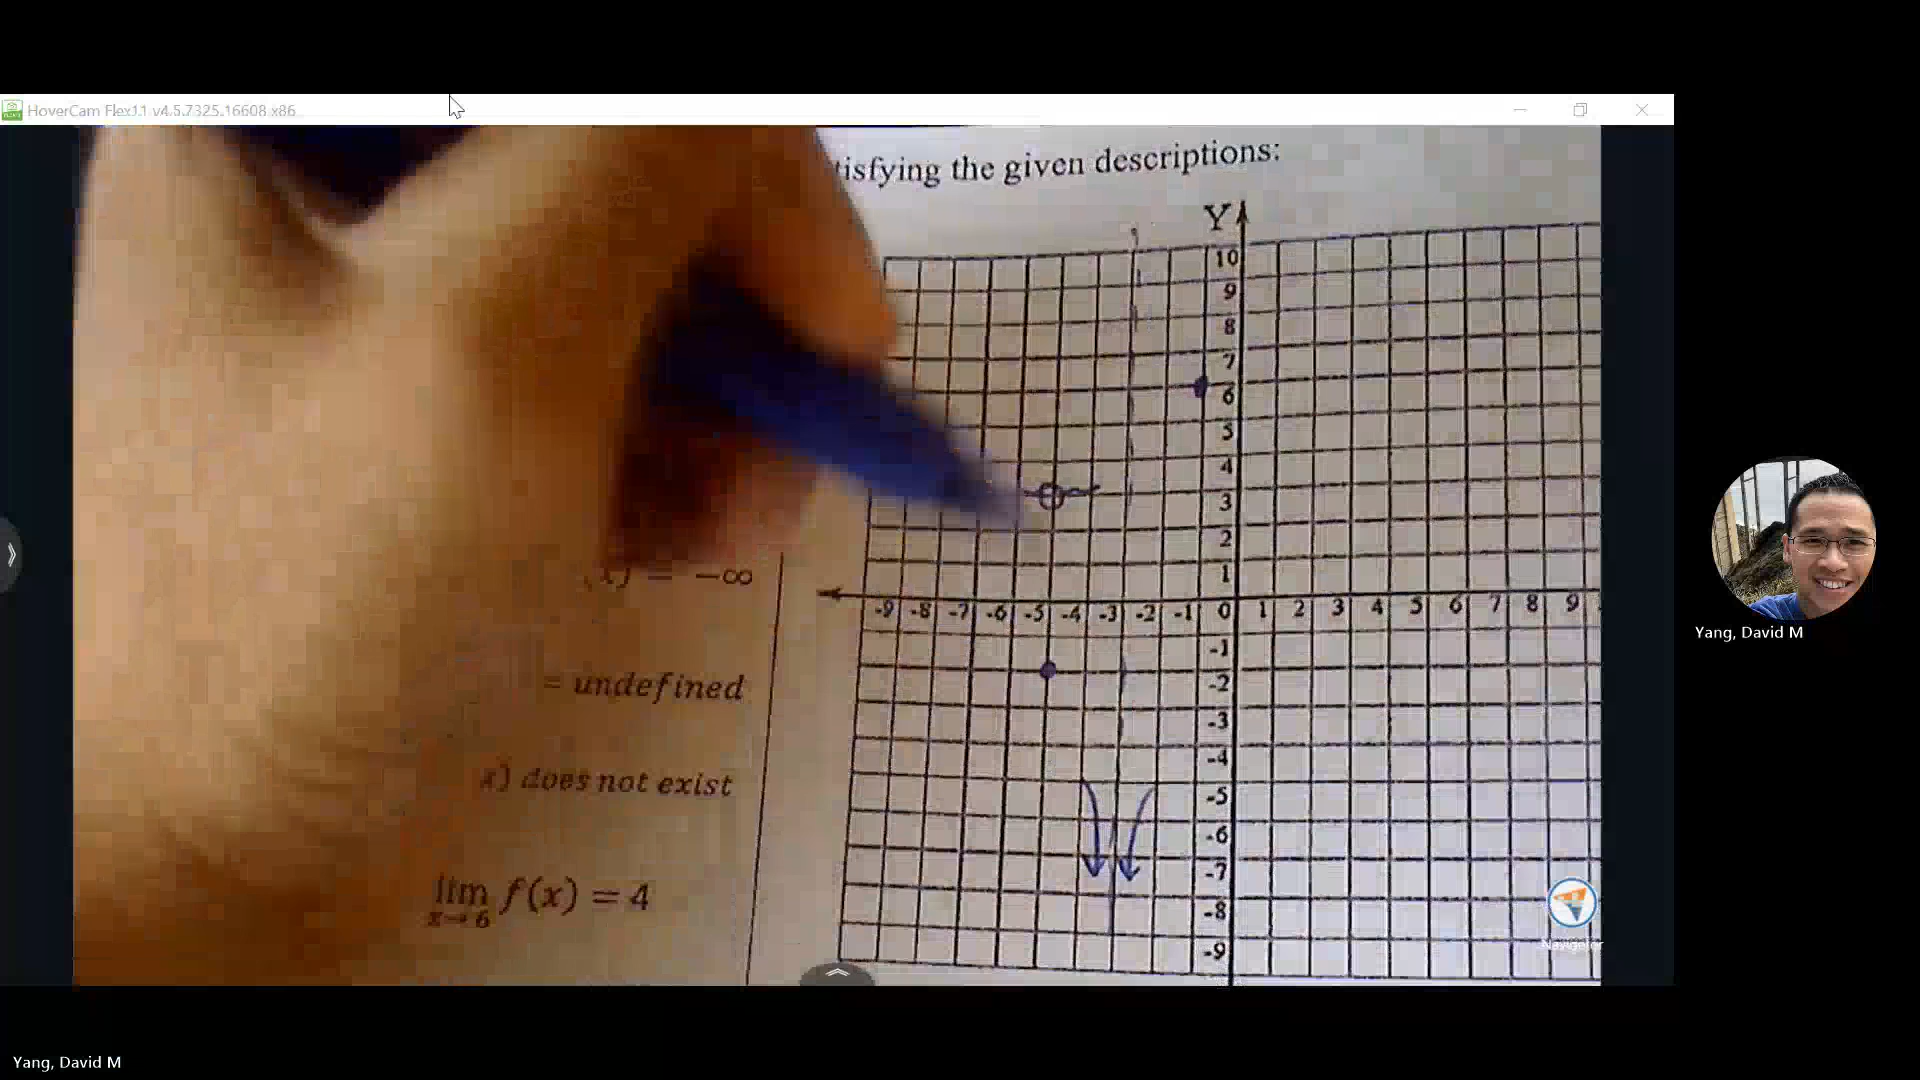 HoverCam Flex11 v4.5.7325.16608 x86
tisfying the given descriptions:
Y
10
9
8
7
6
5
4
3
2
1
-9 -8 -7 -6 -5 -4 -3 -2 -1 0 1 2 3 4 5 6 7 8 9
-1
-2
-3
-4
-5
-6
-7
-8
-9
(x) = −∞
= undefined
x) does not exist
lim f(x) = 4
x→6
Navigator
Yang, David M
Yang, David M